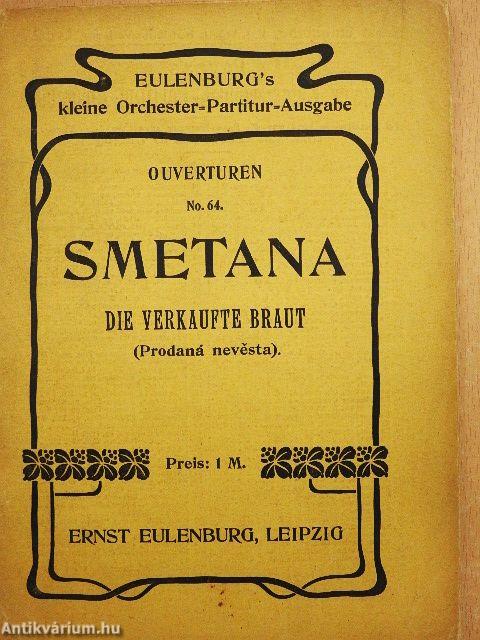 EULENBURG's
kleine Orchester=Partitur=Ausgabe
OUVERTUREN
No. 64.
SMETANA
DIE VERKAUFTE BRAUT
(Prodaná nevěsta).
Preis: 1 M.
ERNST EULENBURG, LEIPZIG
Antikvárium.hu